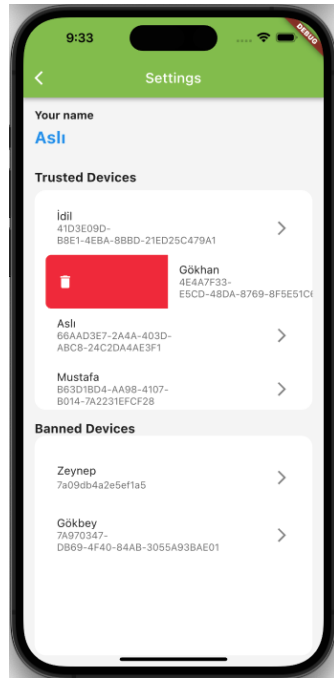 9:33
DEBUG
Settings
Your name
Aslı
Trusted Devices
İdil
41D3E09D-
B8E1-4EBA-8BBD-21ED25C479A1
Gökhan
4E4A7F33-
E5CD-48DA-8769-8F5E51C6
Aslı
66AAD3E7-2A4A-403D-
ABC8-24C2DA4AE3F1
Mustafa
B63D1BD4-AA98-4107-
B014-7A2231EFCF28
Banned Devices
Zeynep
7a09db4a2e5ef1a5
Gökbey
7A970347-
DB69-4F40-84AB-3055A93BAE01